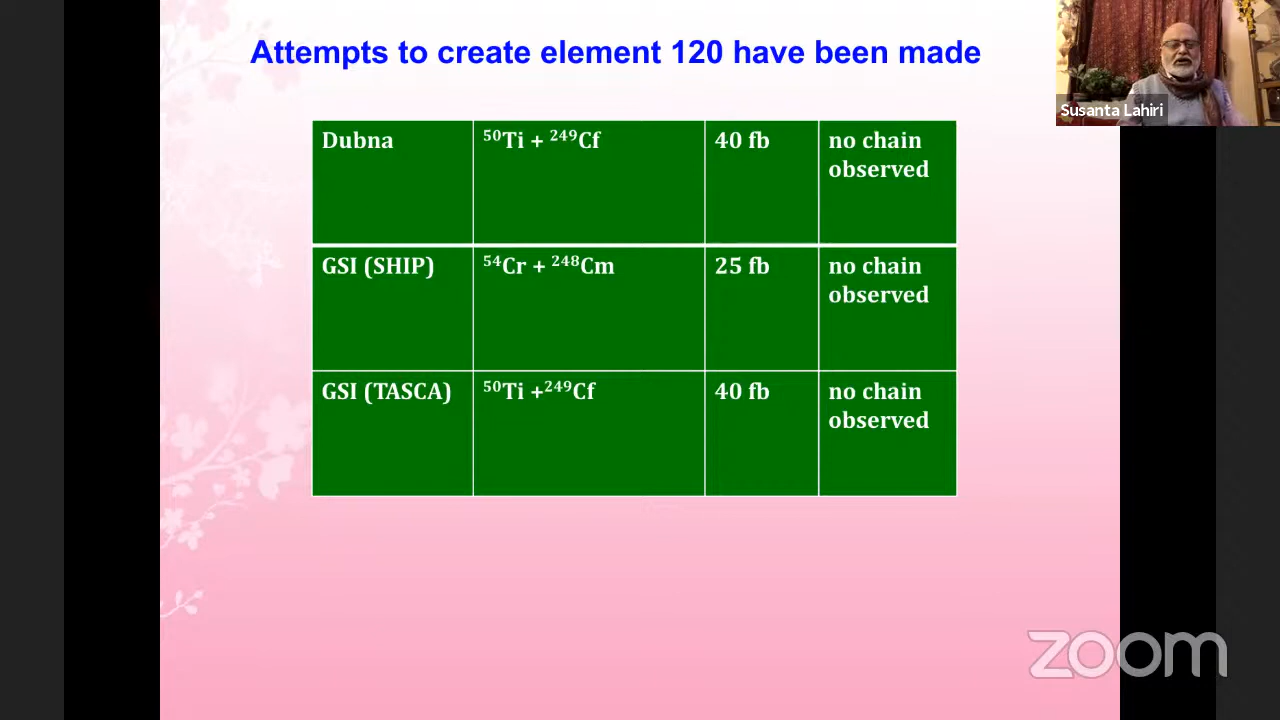 Attempts to create element 120 have been made
Susanta Lahiri
Dubna
⁵⁰Ti + ²⁴⁹Cf
40 fb
no chain
observed
GSI (SHIP)
⁵⁴Cr + ²⁴⁸Cm
25 fb
no chain
observed
GSI (TASCA)
⁵⁰Ti +²⁴⁹Cf
40 fb
no chain
observed
zoom